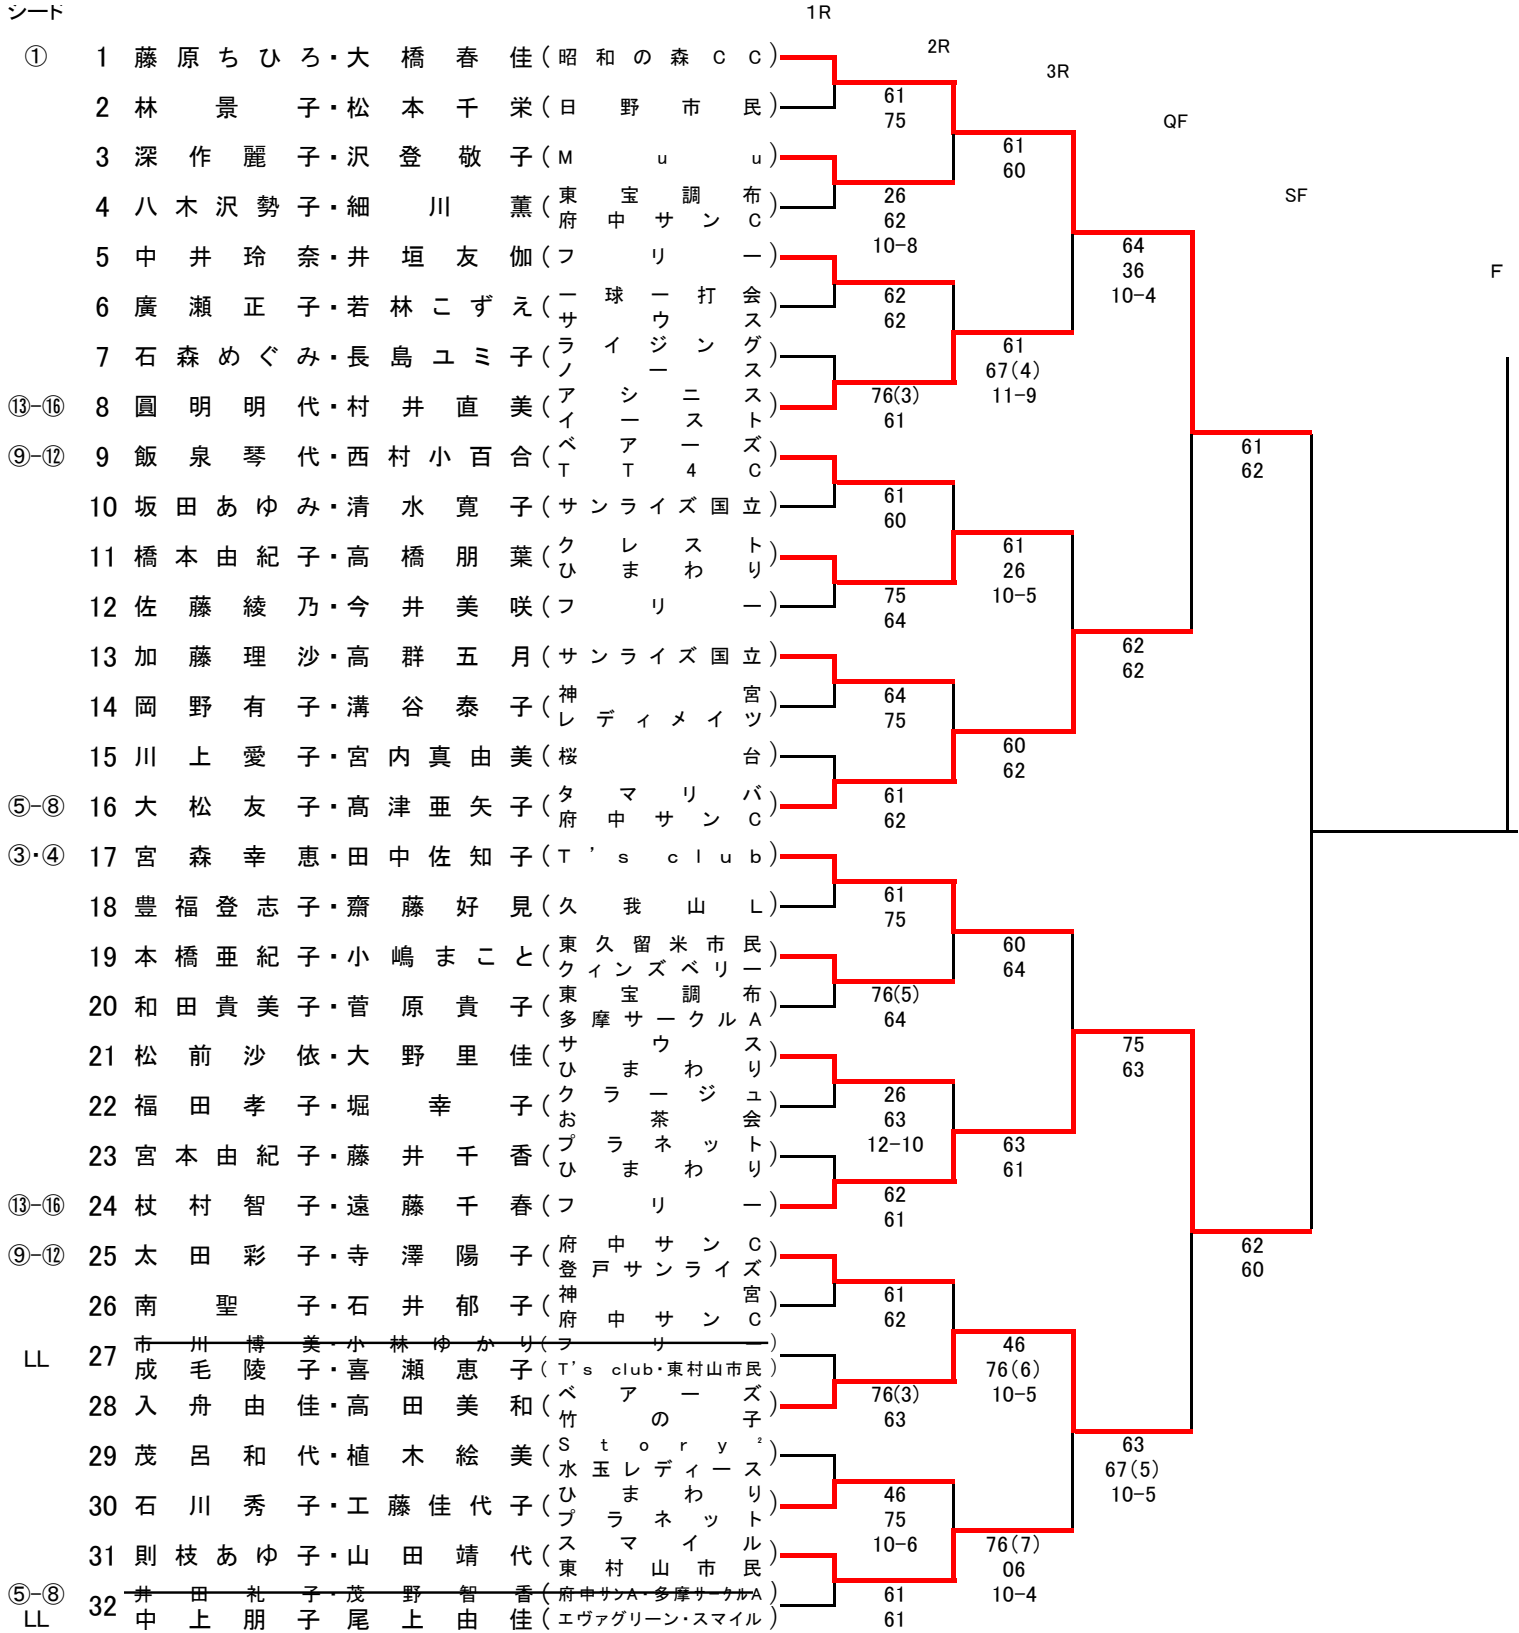 シード 1R
2R
3R
QF
SF
F
① 1 藤原ちひろ・大橋春佳(昭和の森CC)
2 林景子・松本千栄(日野市民)
61
75
3 深作麗子・沢登敬子(Muu)
61
60
4 八木沢勢子・細川薫(東宝調布
府中サンC)
26
62
10-8
5 中井玲奈・井垣友伽(フリー)
64
36
10-4
6 廣瀬正子・若林こずえ(一球一打会
サウス)
62
62
7 石森めぐみ・長島ユミ子(ライジング
ノース)
61
67(4)
11-9
⑬-⑯ 8 圓明明代・村井直美(アシニス
イースト)
76(3)
61
⑨-⑫ 9 飯泉琴代・西村小百合(ベアーズ
TT4C)
61
62
10 坂田あゆみ・清水寛子(サンライズ国立)
61
60
11 橋本由紀子・高橋朋葉(クレスト
ひまわり)
61
26
10-5
12 佐藤綾乃・今井美咲(フリー)
75
64
13 加藤理沙・高群五月(サンライズ国立)
62
62
14 岡野有子・溝谷泰子(神宮
レディメイツ)
64
75
15 川上愛子・宮内真由美(桜台)
60
62
⑤-⑧ 16 大松友子・髙津亜矢子(タマリバ
府中サンC)
61
62
③・④ 17 宮森幸恵・田中佐知子(T's club)
18 豊福登志子・齋藤好見(久我山L)
61
75
19 本橋亜紀子・小嶋まこと(東久留米市民
クィンズベリー)
60
64
20 和田貴美子・菅原貴子(東宝調布
多摩サークルA)
76(5)
64
21 松前沙依・大野里佳(サウス
ひまわり)
75
63
22 福田孝子・堀幸子(クラージュ
お茶会)
26
63
12-10
23 宮本由紀子・藤井千香(プラネット
ひまわり)
63
61
⑬-⑯ 24 杖村智子・遠藤千春(フリー)
62
61
⑨-⑫ 25 太田彩子・寺澤陽子(府中サンC
登戸サンライズ)
62
60
26 南聖子・石井郁子(神宮
府中サンC)
61
62
市川博美・小林ゆかり(フリー)
LL 27 成毛陵子・喜瀬恵子(T's club・東村山市民)
46
76(6)
10-5
28 入舟由佳・高田美和(ベアーズ
竹の子)
76(3)
63
29 茂呂和代・植木絵美(Story²
水玉レディース)
63
67(5)
10-5
30 石川秀子・工藤佳代子(ひまわり
プラネット)
46
75
10-6
31 則枝あゆ子・山田靖代(スマイル
東村山市民)
76(7)
06
10-4
⑤-⑧ 32 井田礼子・茂野智香(府中サンA・多摩サークルA)
LL 中上朋子 尾上由佳(エヴァグリーン・スマイル)
61
61